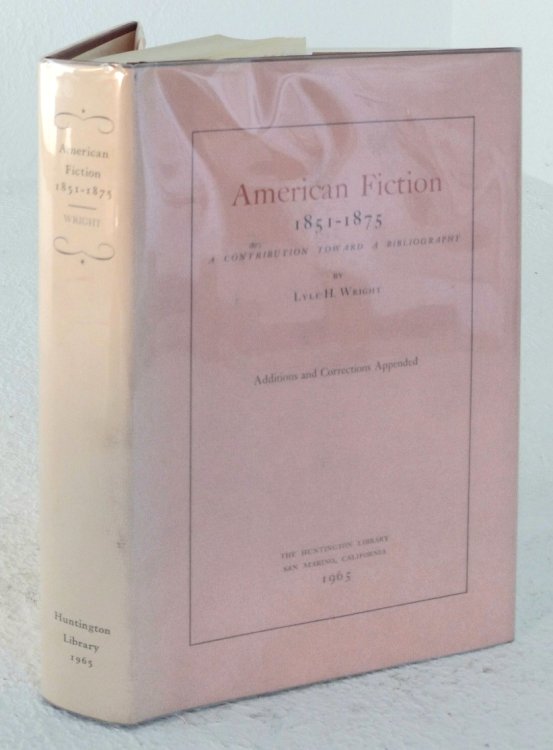 American
Fiction
1851-1875
WRIGHT
Huntington
Library
1965
American Fiction
1851-1875
A CONTRIBUTION TOWARD A BIBLIOGRAPHY
BY
LYLE H. WRIGHT
Additions and Corrections Appended
THE HUNTINGTON LIBRARY
SAN MARINO, CALIFORNIA
1965